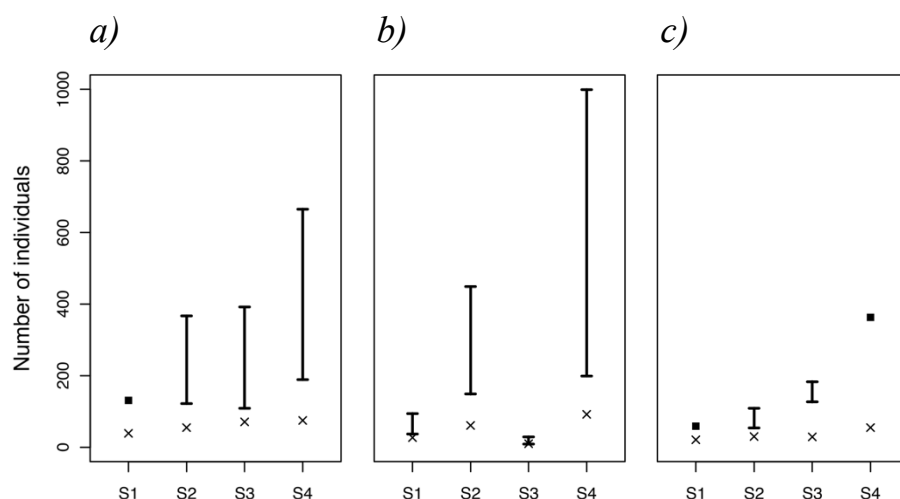 a) b) c)
Number of individuals
1000
800
600
400
200
0
S1 S2 S3 S4 S1 S2 S3 S4 S1 S2 S3 S4